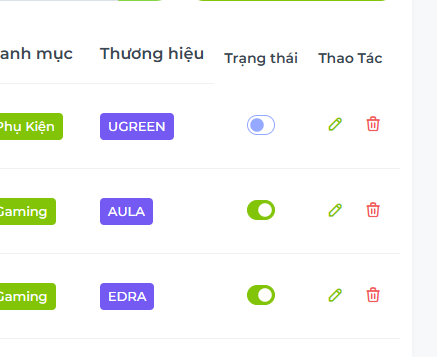 anh mục Thương hiệu Trạng thái Thao Tác
Phụ Kiện UGREEN
Gaming AULA
Gaming EDRA